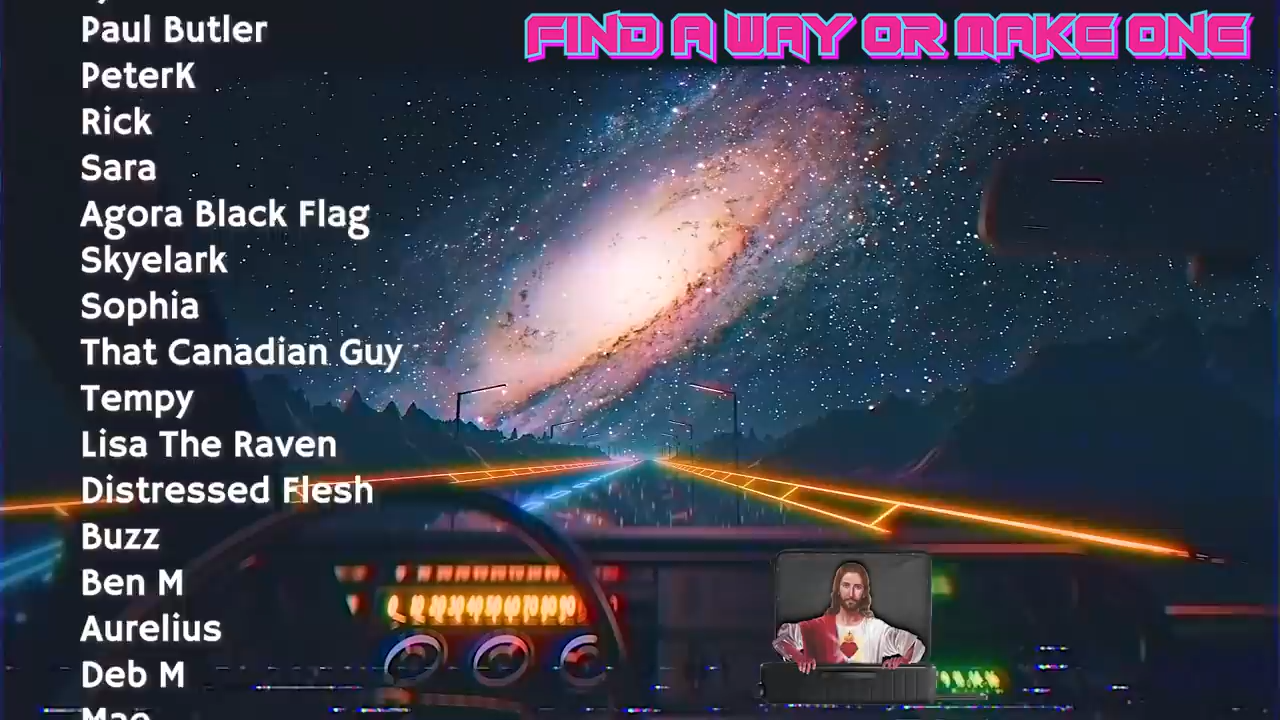 FIND A WAY OR MAKE ONE
Paul Butler
PeterK
Rick
Sara
Agora Black Flag
Skyelark
Sophia
That Canadian Guy
Tempy
Lisa The Raven
Distressed Flesh
Buzz
Ben M
Aurelius
Deb M